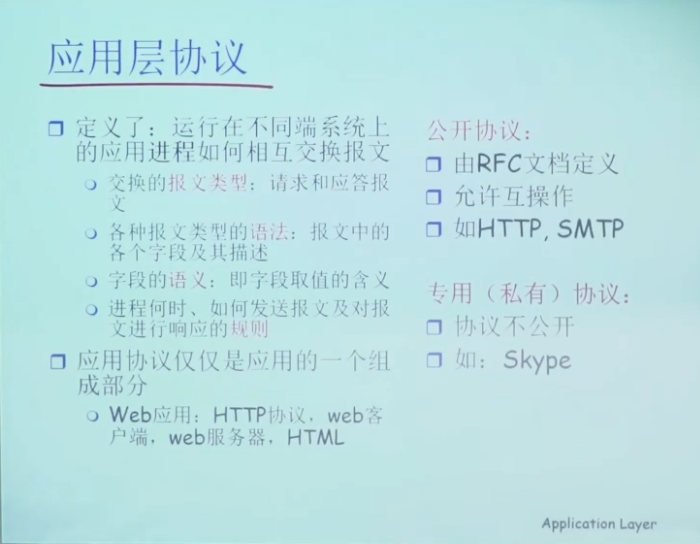 应用层协议
定义了：运行在不同端系统上
的应用进程如何相互交换报文
交换的报文类型：请求和应答报
文
各种报文类型的语法：报文中的
各个字段及其描述
字段的语义：即字段取值的含义
进程何时、如何发送报文及对报
文进行响应的规则
应用协议仅仅是应用的一个组
成部分
Web应用：HTTP协议，web客
户端，web服务器，HTML
公开协议：
由RFC文档定义
允许互操作
如HTTP, SMTP
专用（私有）协议：
协议不公开
如：Skype
Application Layer